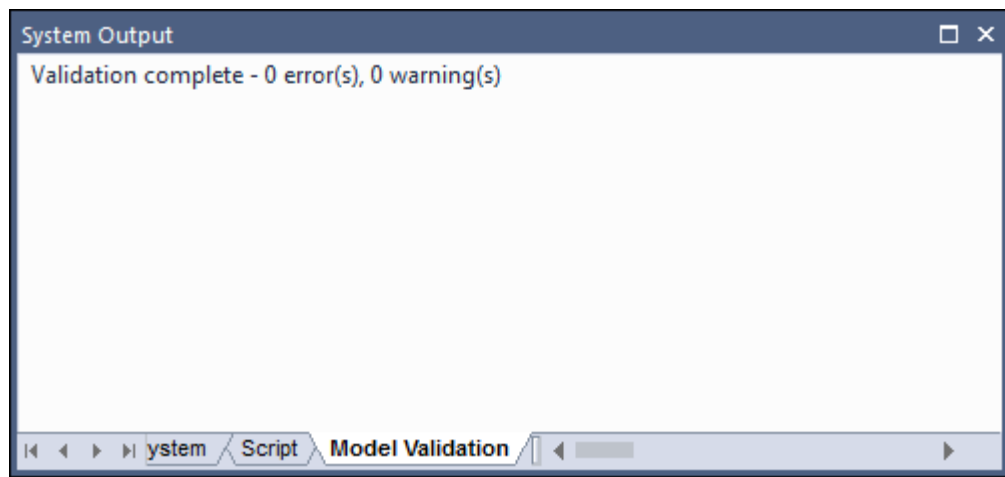 System Output
Validation complete - 0 error(s), 0 warning(s)
ystem Script Model Validation